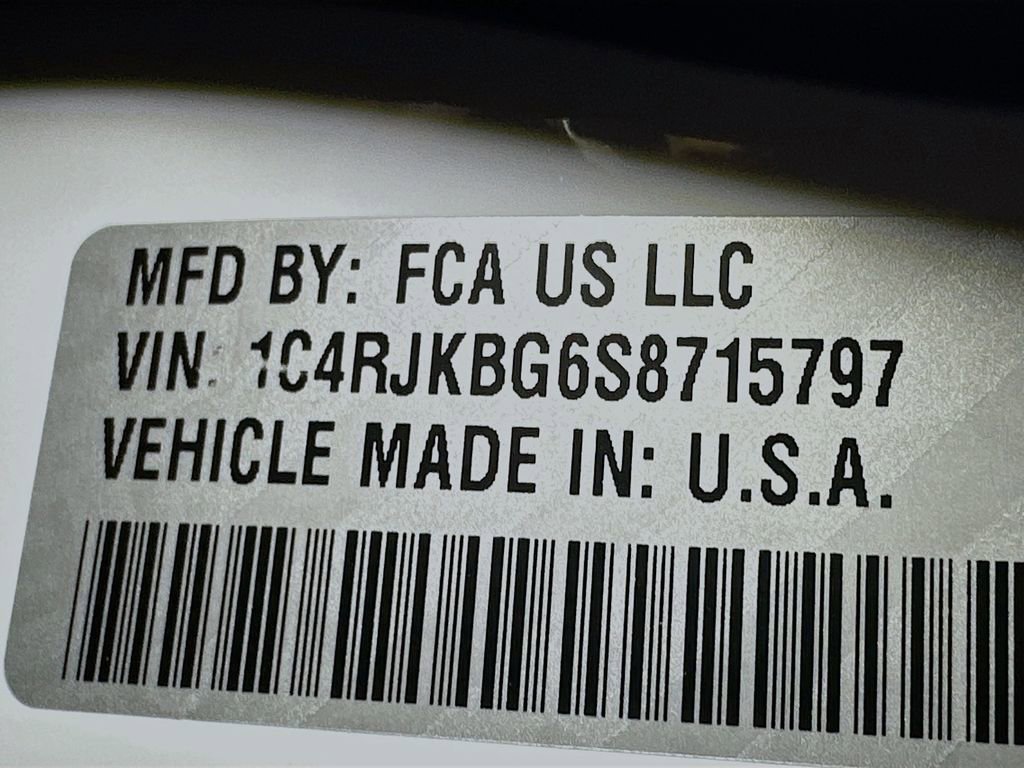 MFD BY: FCA US LLC
VIN: 1C4RJKBG6S8715797
VEHICLE MADE IN: U.S.A.